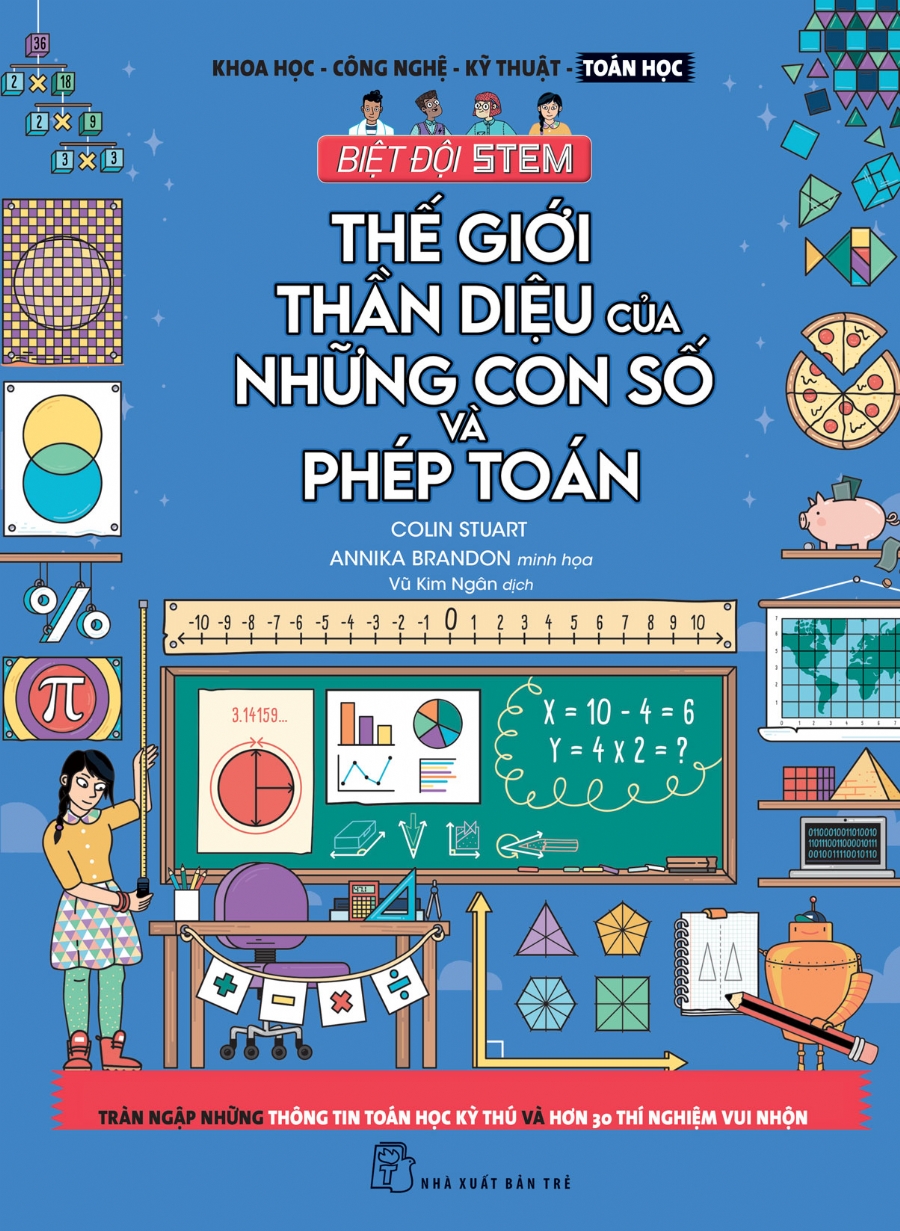 KHOA HỌC - CÔNG NGHỆ - KỸ THUẬT - TOÁN HỌC
BIỆT ĐỘI STEM
THẾ GIỚI
THẦN DIỆU CỦA
NHỮNG CON SỐ
VÀ
PHÉP TOÁN
COLIN STUART
ANNIKA BRANDON minh họa
Vũ Kim Ngân dịch
36
2 × 18
2 × 9
3 × 3
%
π
-10 -9 -8 -7 -6 -5 -4 -3 -2 -1 0 1 2 3 4 5 6 7 8 9 10
3.14159...
X = 10 - 4 = 6
Y = 4 x 2 = ?
0110001001101010
1101110011000111
001001111100110
+ - × ÷
TRÀN NGẬP NHỮNG THÔNG TIN TOÁN HỌC KỲ THÚ VÀ HƠN 30 THÍ NGHIỆM VUI NHỘN
NHÀ XUẤT BẢN TRẺ